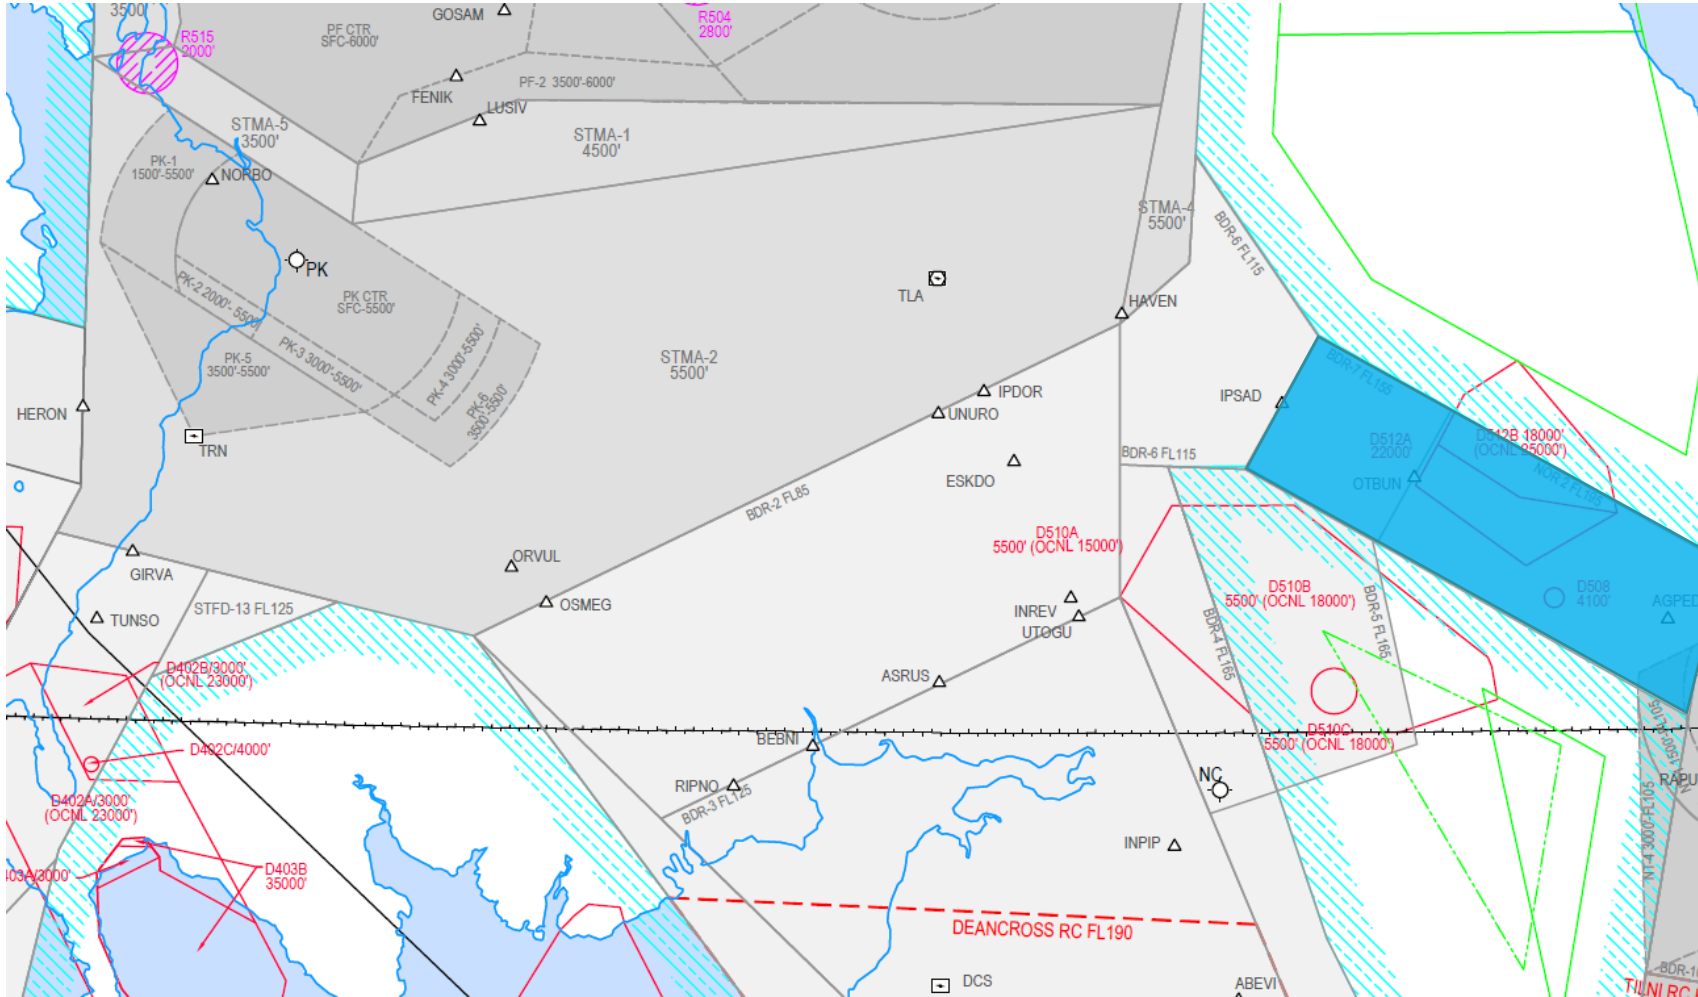 3500'
GOSAM
R515
2000'
PF CTR
SFC-6000'
R504
2800'
PF-2 3500'-6000'
FENIK
LUSIV
STMA-5
3500'
STMA-1
4500'
PK-1
1500'-5500'
NORBO
STMA-4
5500'
BDR-6 FL115
PK
PK-2 2000'- 5500'
PK CTR
SFC-5500'
TLA
HAVEN
PK-3 3000'-5500'
PK-4 3000'-5500'
PK-5
3500'-5500'
PK-6
3500'-5500'
STMA-2
5500'
BDR-7 FL155
IPDOR
IPSAD
HERON
UNURO
TRN
D512A
22000'
D512B 18000'
(OCNL 25000')
BDR-6 FL115
ESKDO
OTBUN
NOR 2 FL195
BDR-2 FL85
D510A
5500' (OCNL 15000')
ORVUL
GIRVA
OSMEG
STFD-13 FL125
TUNSO
INREV
UTOGU
D510B
5500' (OCNL 18000')
BDR-5 FL165
D508
4100'
AGPED
BDR-4 FL165
D402B/3000'
(OCNL 23000')
ASRUS
BEBNI
D510C
5500' (OCNL 18000')
D402C/4000'
RIPNO
BDR-3 FL125
NC
D402A/3000'
(OCNL 23000')
NT-4 3000'-FL105
INPIP
D403B
35000'
403A/3000'
DEANCROSS RC FL190
DCS
ABEVI
BDR-1
TILNI RC